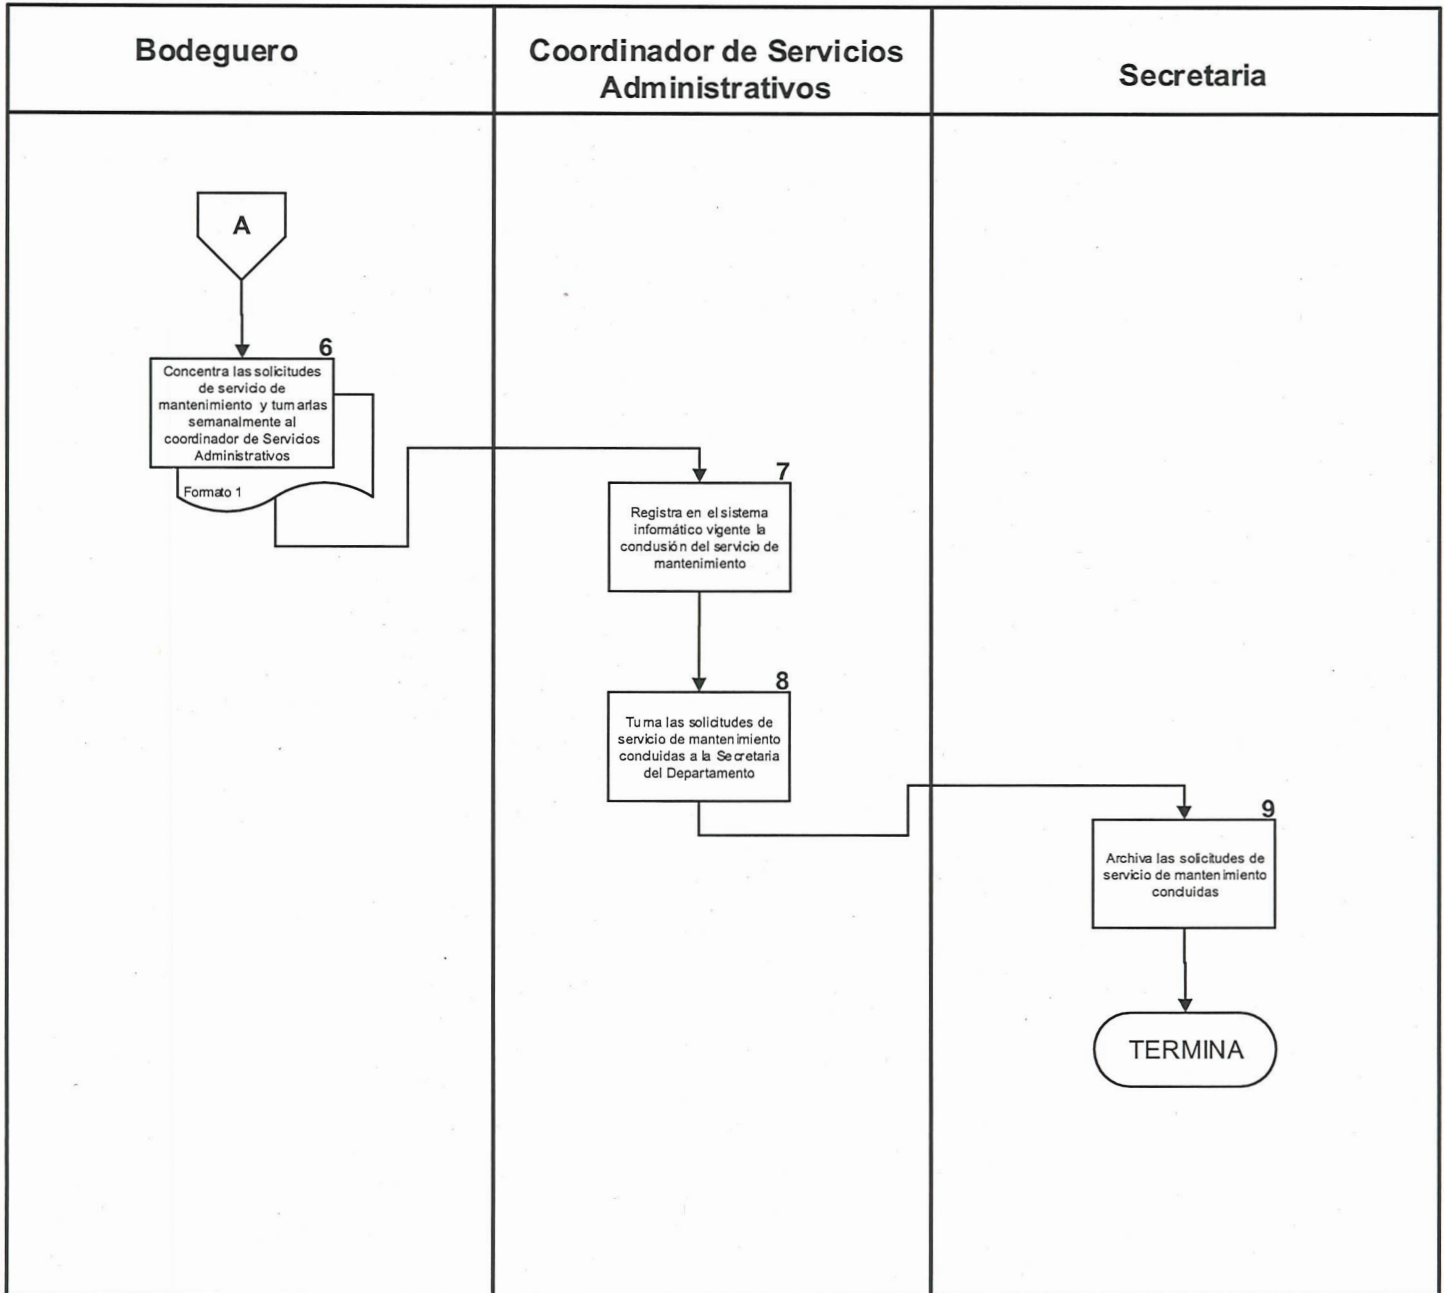 Bodeguero
Coordinador de Servicios
Administrativos
Secretaria
A
6
Concentra las solicitudes
de servicio de
mantenimiento y turnarlas
semanalmente al
coordinador de Servicios
Administrativos
Formato 1
7
Registra en el sistema
informático vigente la
conclusión del servicio de
mantenimiento
8
Turna las solicitudes de
servicio de mantenimiento
concluidas a la Secretaria
del Departamento
9
Archiva las solicitudes de
servicio de mantenimiento
concluidas
TERMINA